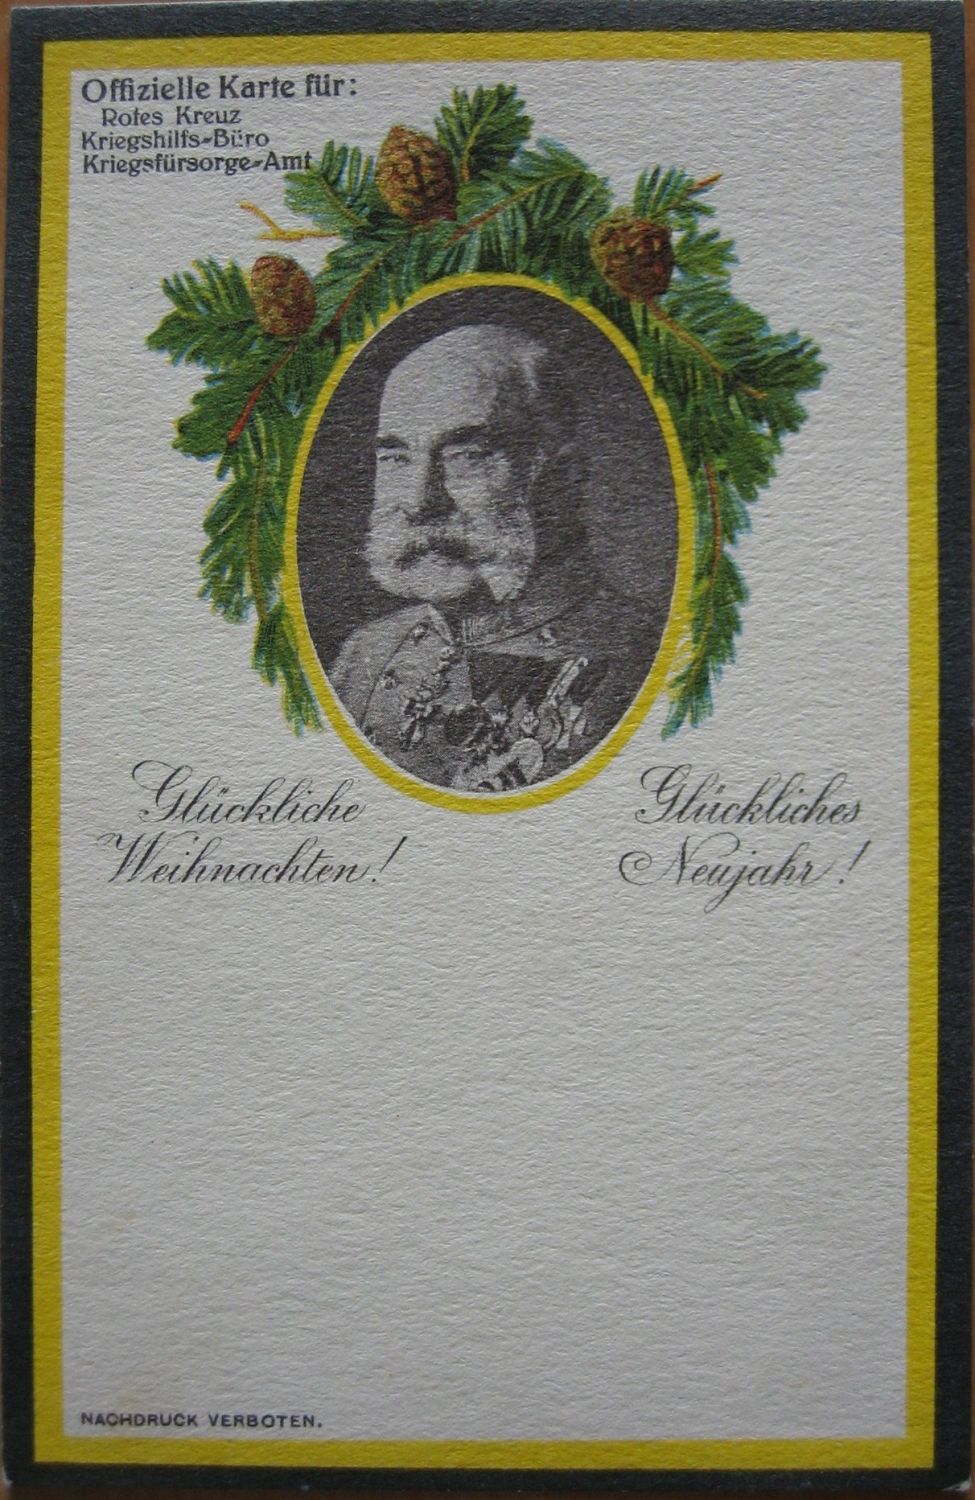 Offizielle Karte für:
Rotes Kreuz
Kriegshilfs-Büro
Kriegsfürsorge-Amt
Glückliche
Weihnachten!
Glückliches
Neujahr!
NACHDRUCK VERBOTEN.